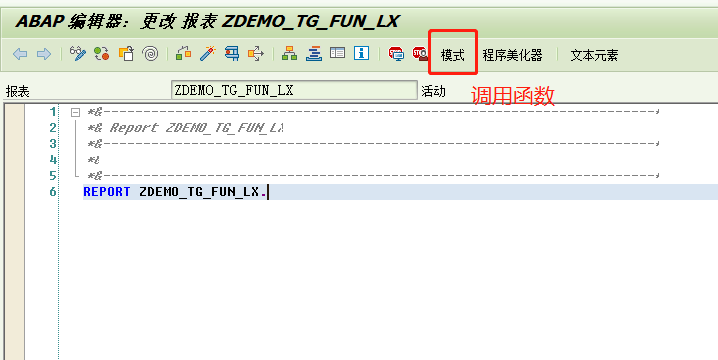 ABAP 编辑器：更改 报表 ZDEMO_TG_FUN_LX
模式 程序美化器 文本元素
报表 ZDEMO_TG_FUN_LX 活动
调用函数
1 *&---------------------------------------------------------------------*
2 *& Report ZDEMO_TG_FUN_LX
3 *&---------------------------------------------------------------------*
4 *&
5 *&---------------------------------------------------------------------*
6 REPORT ZDEMO_TG_FUN_LX.